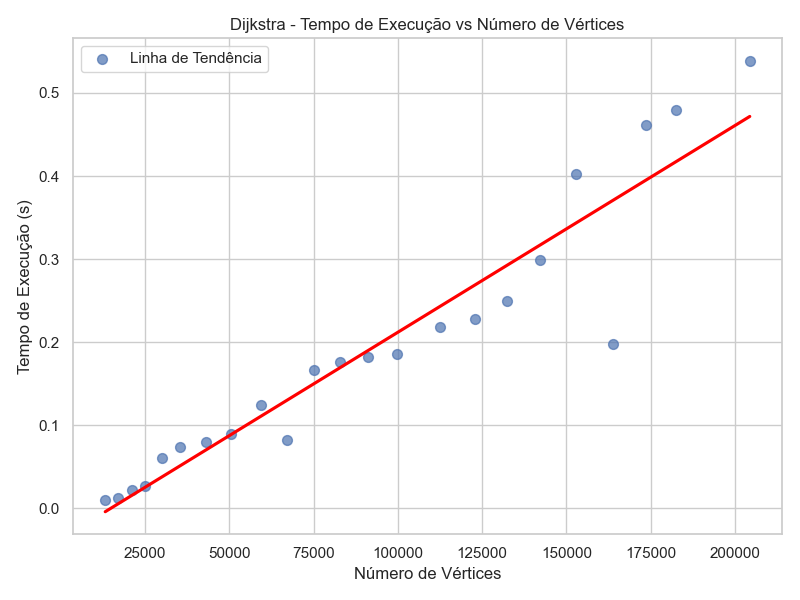 Dijkstra - Tempo de Execução vs Número de Vértices
Linha de Tendência
0.5
0.4
0.3
0.2
0.1
0.0
Tempo de Execução (s)
25000 50000 75000 100000 125000 150000 175000 200000
Número de Vértices